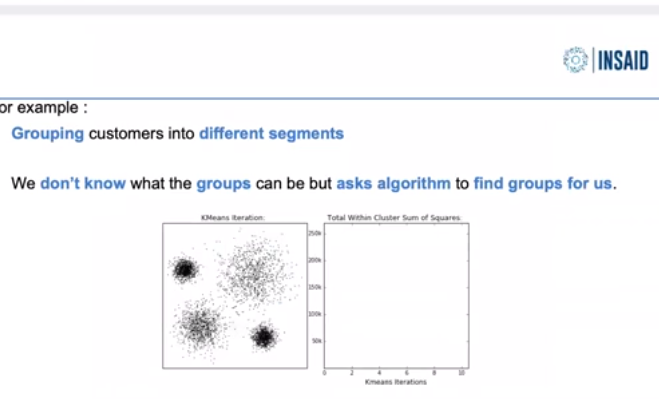 INSAID
or example :
Grouping customers into different segments
We don't know what the groups can be but asks algorithm to find groups for us.
KMeans Iteration:
Total Within Cluster Sum of Squares:
250k
200k
150k
100k
50k
0 2 4 6 8 10
Kmeans Iterations